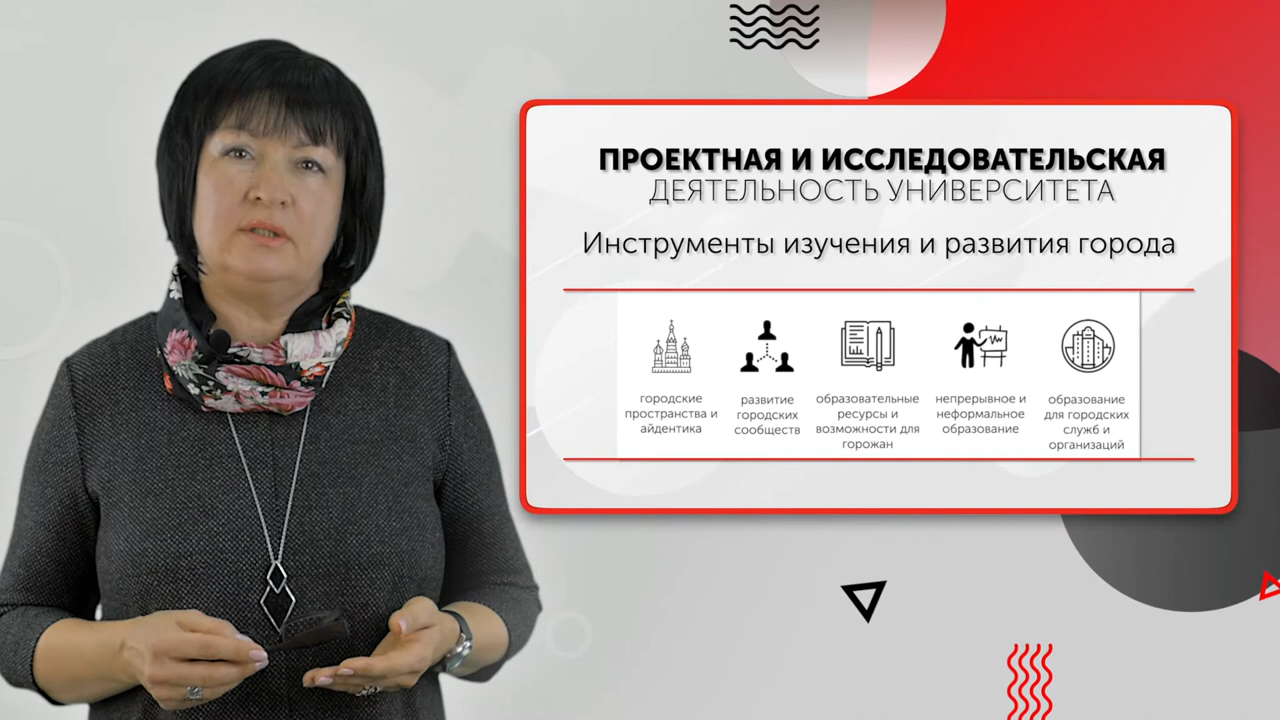 ПРОЕКТНАЯ И ИССЛЕДОВАТЕЛЬСКАЯ
ДЕЯТЕЛЬНОСТЬ УНИВЕРСИТЕТА
Инструменты изучения и развития города
городские
пространства и
айдентика
развитие
городских
сообществ
образовательные
ресурсы и
возможности для
горожан
непрерывное и
неформальное
образование
образование
для городских
служб и
организаций